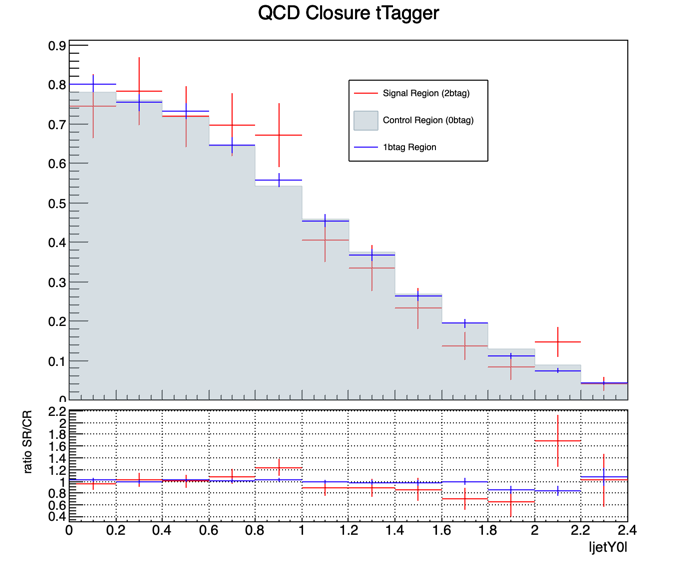 QCD Closure tTagger
0.9
0.8
0.7
0.6
0.5
0.4
0.3
0.2
0.1
0
Signal Region (2btag)
Control Region (0btag)
1btag Region
ratio SR/CR
2.2
2
1.8
1.6
1.4
1.2
1
0.8
0.6
0.4
0 0.2 0.4 0.6 0.8 1 1.2 1.4 1.6 1.8 2 2.2 2.4
ljetY0l